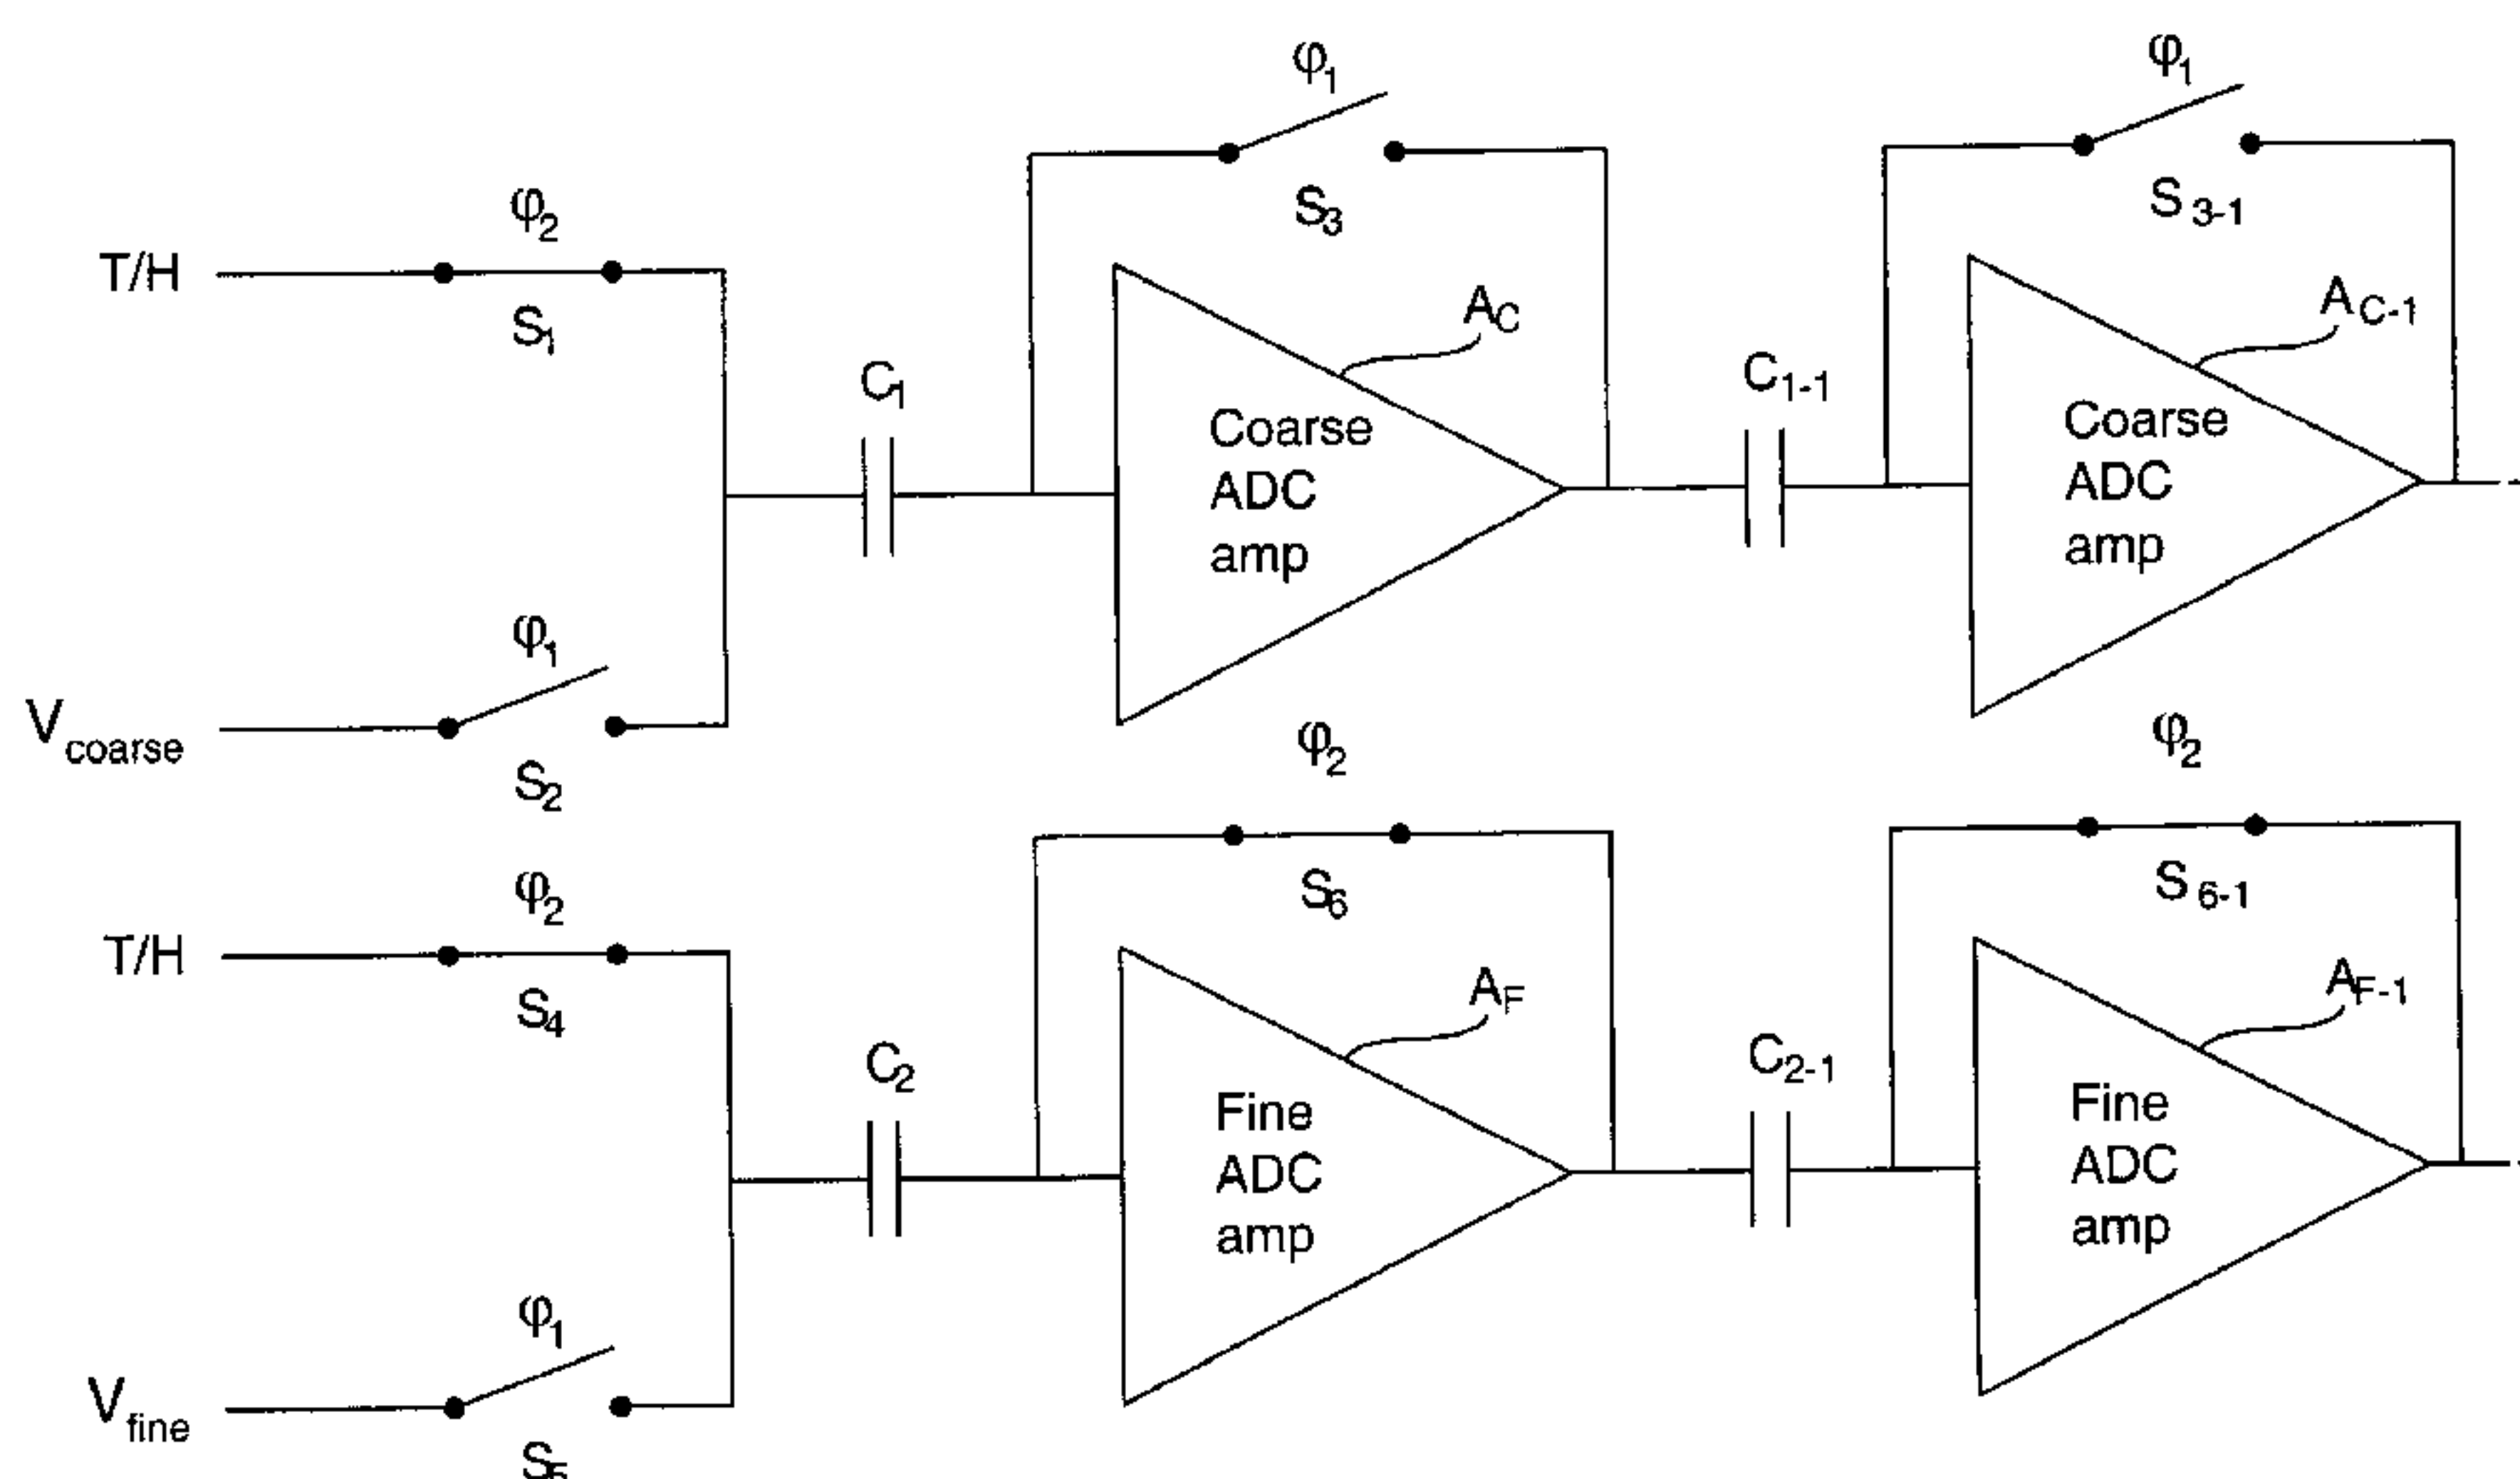 φ1
φ1
φ2
S3
S3-1
T/H
S1
AC
AC-1
C1
C1-1
Coarse
ADC
amp
Coarse
ADC
amp
φ1
Vcoarse
S2
φ2
φ2
φ2
S6
S6-1
T/H
S4
AF
AF-1
C2
C2-1
Fine
ADC
amp
Fine
ADC
amp
φ1
Vfine
S5